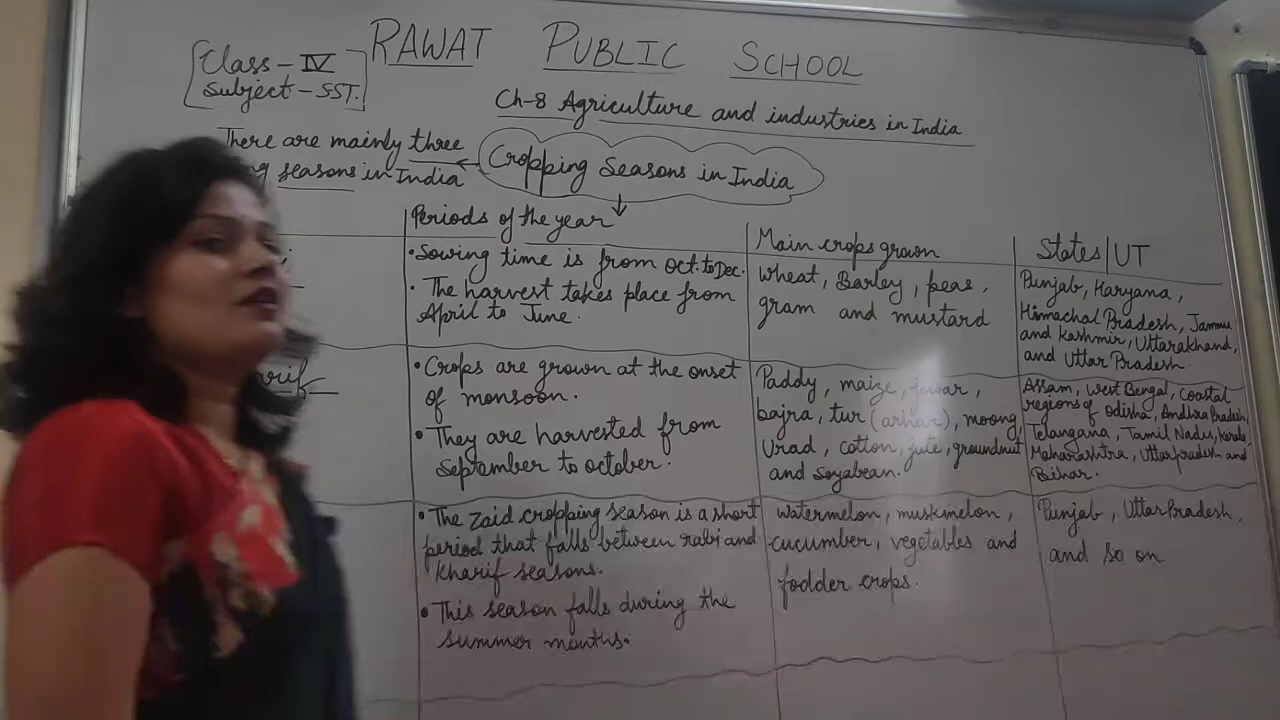 RAWAT PUBLIC SCHOOL
Class - IV
Subject - SST.
Ch-8 Agriculture and industries in India
There are mainly three
seasons in India
Cropping Seasons in India
Periods of the year
Main crops grown
States/UT
• Sowing time is from Oct. to Dec.
• The harvest takes place from
April to June.
wheat, Barley, peas,
gram and mustard
Punjab, Haryana,
Himachal Pradesh, Jammu
and Kashmir, Uttarakhand,
and Uttar Pradesh.
• Crops are grown at the onset
of monsoon.
• They are harvested from
September to october.
Paddy, maize, jowar,
bajra, tur (arhar), moong,
Urad, cotton, jute, groundnut
and Soyabean.
Assam, West Bengal, coastal
regions of odisha, Andhra Pradesh,
Telangana, Tamil Nadu, Kerala,
Maharashtra, Uttar pradesh and
Bihar.
• The zaid cropping season is a short
period that falls between rabi and
Kharif seasons.
• This season falls during the
summer months.
watermelon, muskmelon,
cucumber, vegetables and
fodder crops.
Punjab, Uttar Pradesh,
and so on